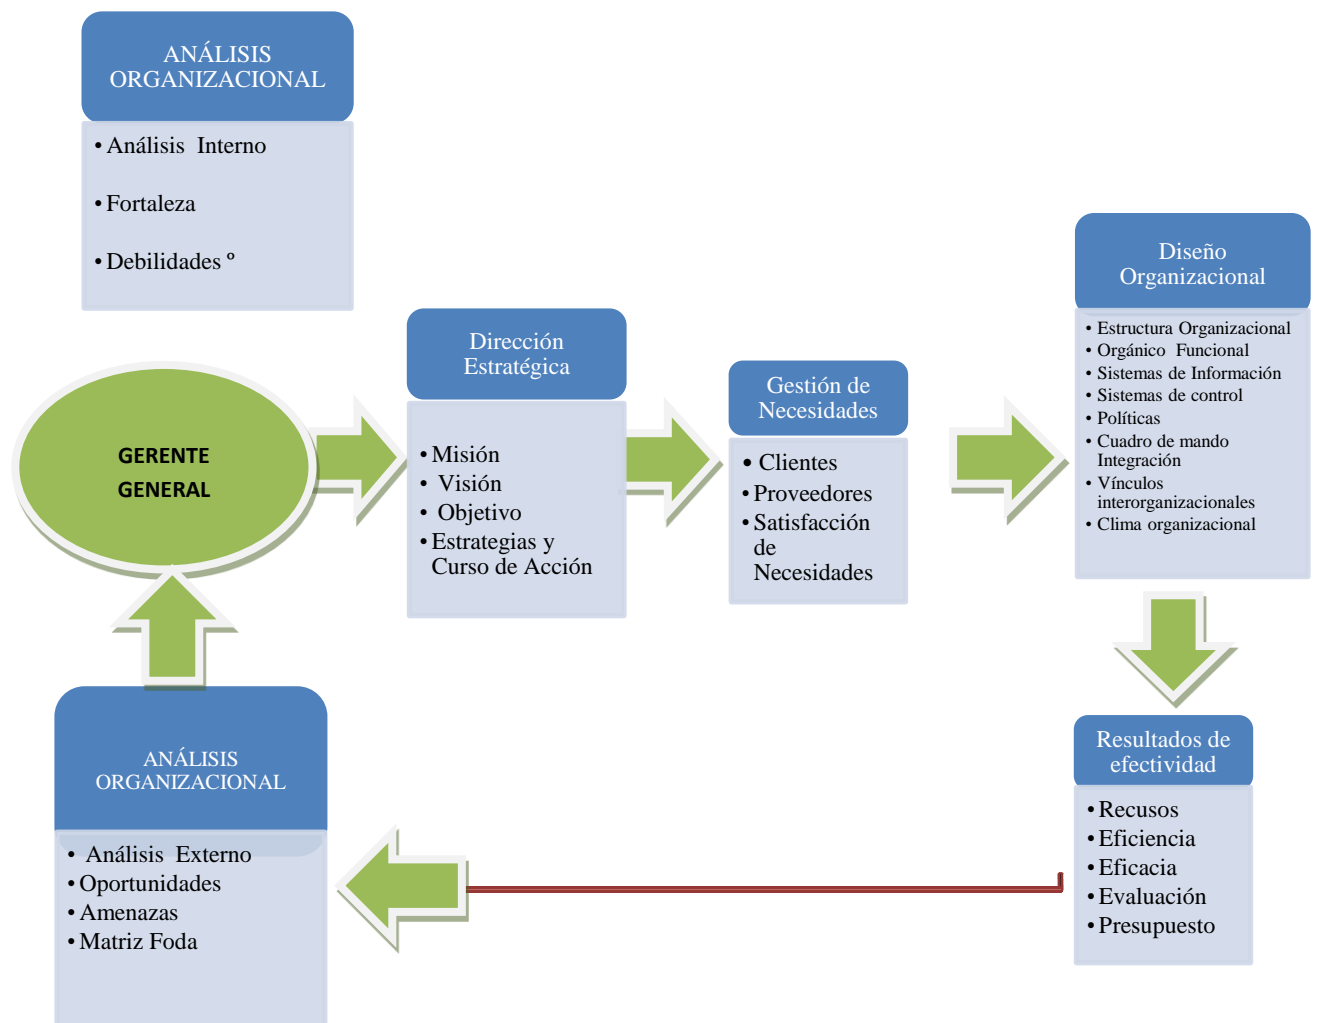 ANÁLISIS
ORGANIZACIONAL
• Análisis Interno
• Fortaleza
• Debilidades º
GERENTE
GENERAL
Dirección
Estratégica
• Misión
• Visión
• Objetivo
• Estrategias y
Curso de Acción
Gestión de
Necesidades
• Clientes
• Proveedores
• Satisfacción
de
Necesidades
Diseño
Organizacional
• Estructura Organizacional
• Orgánico Funcional
• Sistemas de Información
• Sistemas de control
• Políticas
• Cuadro de mando
Integración
• Vínculos
interorganizacionales
• Clima organizacional
Resultados de
efectividad
• Recusos
• Eficiencia
• Eficacia
• Evaluación
• Presupuesto
ANÁLISIS
ORGANIZACIONAL
• Análisis Externo
• Oportunidades
• Amenazas
• Matriz Foda